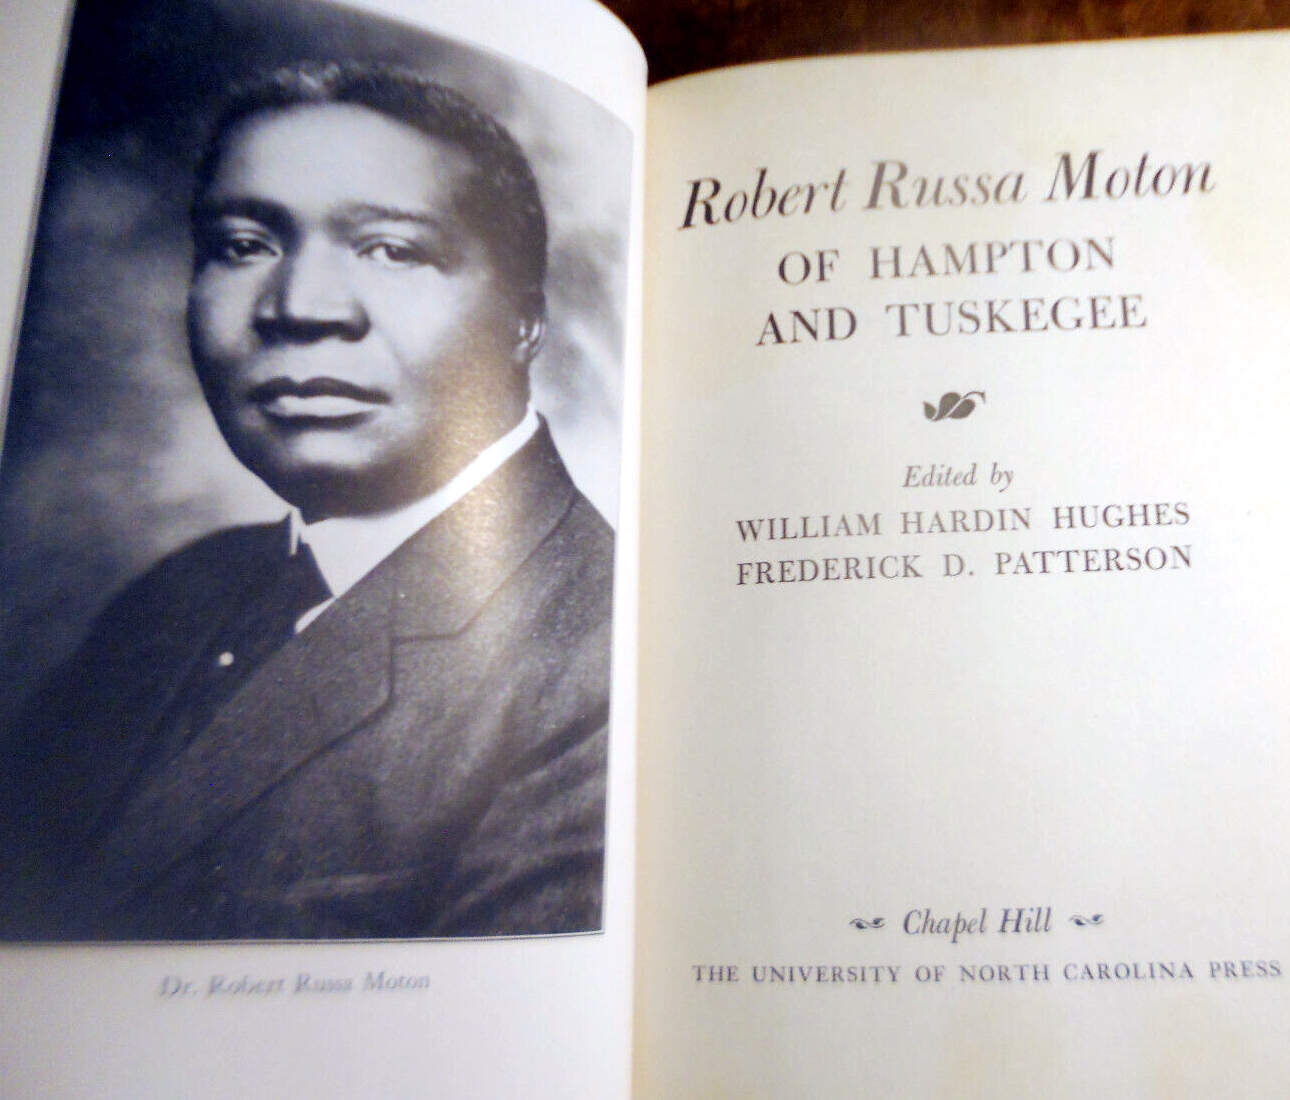 Dr. Robert Russa Moton
Robert Russa Moton
OF HAMPTON
AND TUSKEGEE
Edited by
WILLIAM HARDIN HUGHES
FREDERICK D. PATTERSON
Chapel Hill
THE UNIVERSITY OF NORTH CAROLINA PRESS